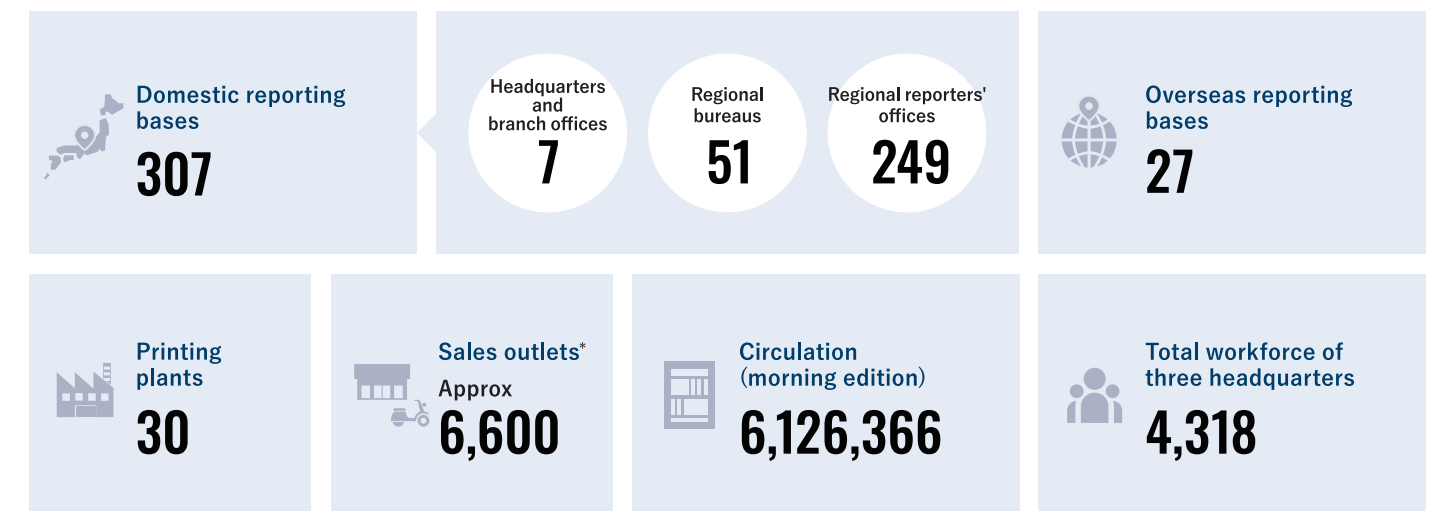 Domestic reporting
bases
307
Headquarters
and
branch offices
7
Regional
bureaus
51
Regional reporters'
offices
249
Overseas reporting
bases
27
Printing
plants
30
Sales outlets*
Approx
6,600
Circulation
(morning edition)
6,126,366
Total workforce of
three headquarters
4,318